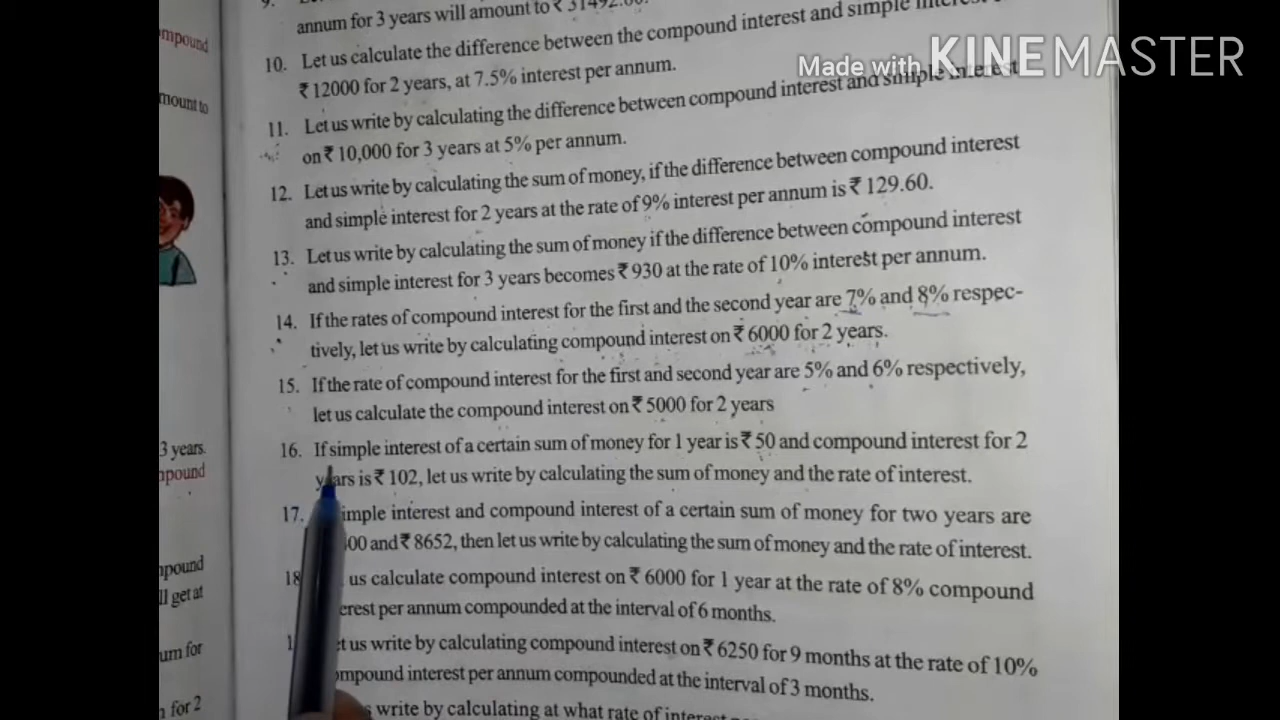 9.
annum for 3 years will amount to ₹ 31492.
10. Let us calculate the difference between the compound interest and simple interest
₹ 12000 for 2 years, at 7.5% interest per annum.
Made with KINEMASTER
11. Let us write by calculating the difference between compound interest and simple interest
on ₹ 10,000 for 3 years at 5% per annum.
12. Let us write by calculating the sum of money, if the difference between compound interest
and simple interest for 2 years at the rate of 9% interest per annum is ₹ 129.60.
13. Let us write by calculating the sum of money if the difference between compound interest
and simple interest for 3 years becomes ₹ 930 at the rate of 10% interest per annum.
14. If the rates of compound interest for the first and the second year are 7% and 8% respec-
tively, let us write by calculating compound interest on ₹ 6000 for 2 years.
15. If the rate of compound interest for the first and second year are 5% and 6% respectively,
let us calculate the compound interest on ₹ 5000 for 2 years
16. If simple interest of a certain sum of money for 1 year is ₹ 50 and compound interest for 2
years is ₹ 102, let us write by calculating the sum of money and the rate of interest.
17. imple interest and compound interest of a certain sum of money for two years are
00 and ₹ 8652, then let us write by calculating the sum of money and the rate of interest.
18 us calculate compound interest on ₹ 6000 for 1 year at the rate of 8% compound
erest per annum compounded at the interval of 6 months.
1 t us write by calculating compound interest on ₹ 6250 for 9 months at the rate of 10%
ompound interest per annum compounded at the interval of 3 months.
write by calculating at what rate of interest
mpound
mount to
3 years.
mpound
mpound
ll get at
um for
n for 2